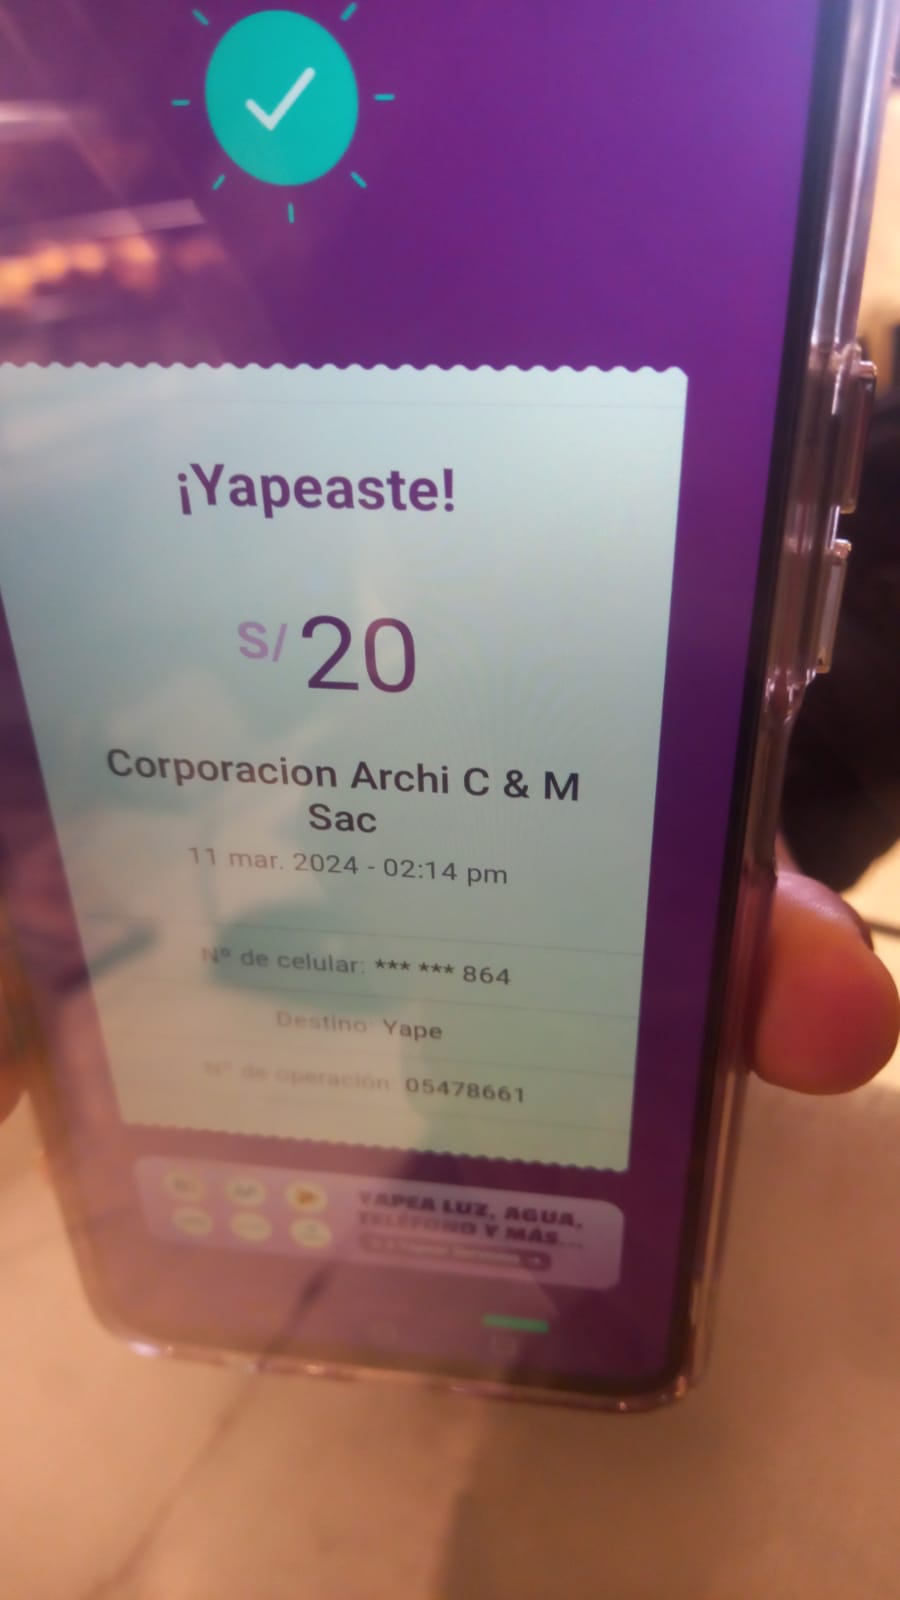 ¡Yapeaste!
S/ 20
Corporacion Archi C & M
Sac
11 mar. 2024 - 02:14 pm
Nº de celular: *** *** 864
Destino: Yape
Nº de operación: 05478661
YAPEA LUZ, AGUA,
TELÉFONO Y MÁS...